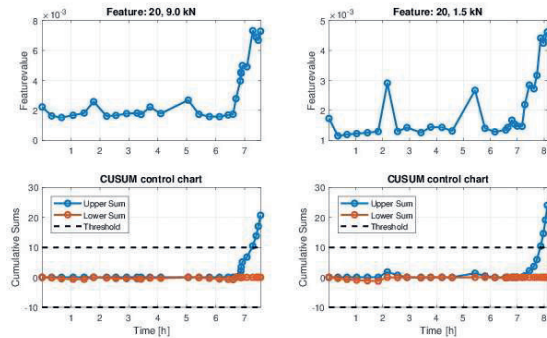 Feature: 20, 9.0 kN
×10⁻³
8
6
4
2
0
Featurevalue
1 2 3 4 5 6 7
Feature: 20, 1.5 kN
×10⁻³
5
4
3
2
1
Featurevalue
1 2 3 4 5 6 7 8
CUSUM control chart
30
20
10
0
-10
Cumulative Sums
Upper Sum
Lower Sum
Threshold
1 2 3 4 5 6 7
Time [h]
CUSUM control chart
30
20
10
0
-10
Cumulative Sums
Upper Sum
Lower Sum
Threshold
1 2 3 4 5 6 7 8
Time [h]